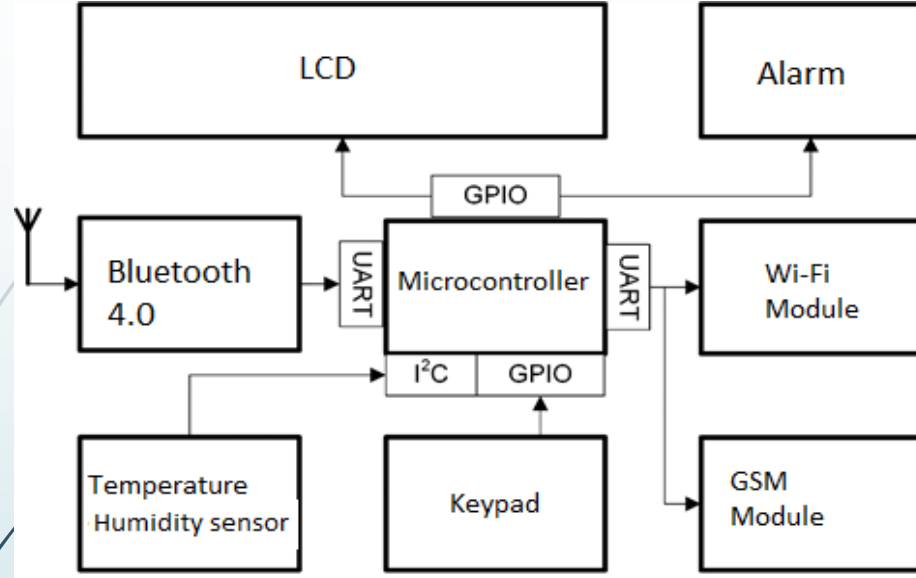 LCD
Alarm
GPIO
Bluetooth
4.0
UART
Microcontroller
UART
Wi-Fi
Module
I²C
GPIO
Temperature
Humidity sensor
Keypad
GSM
Module